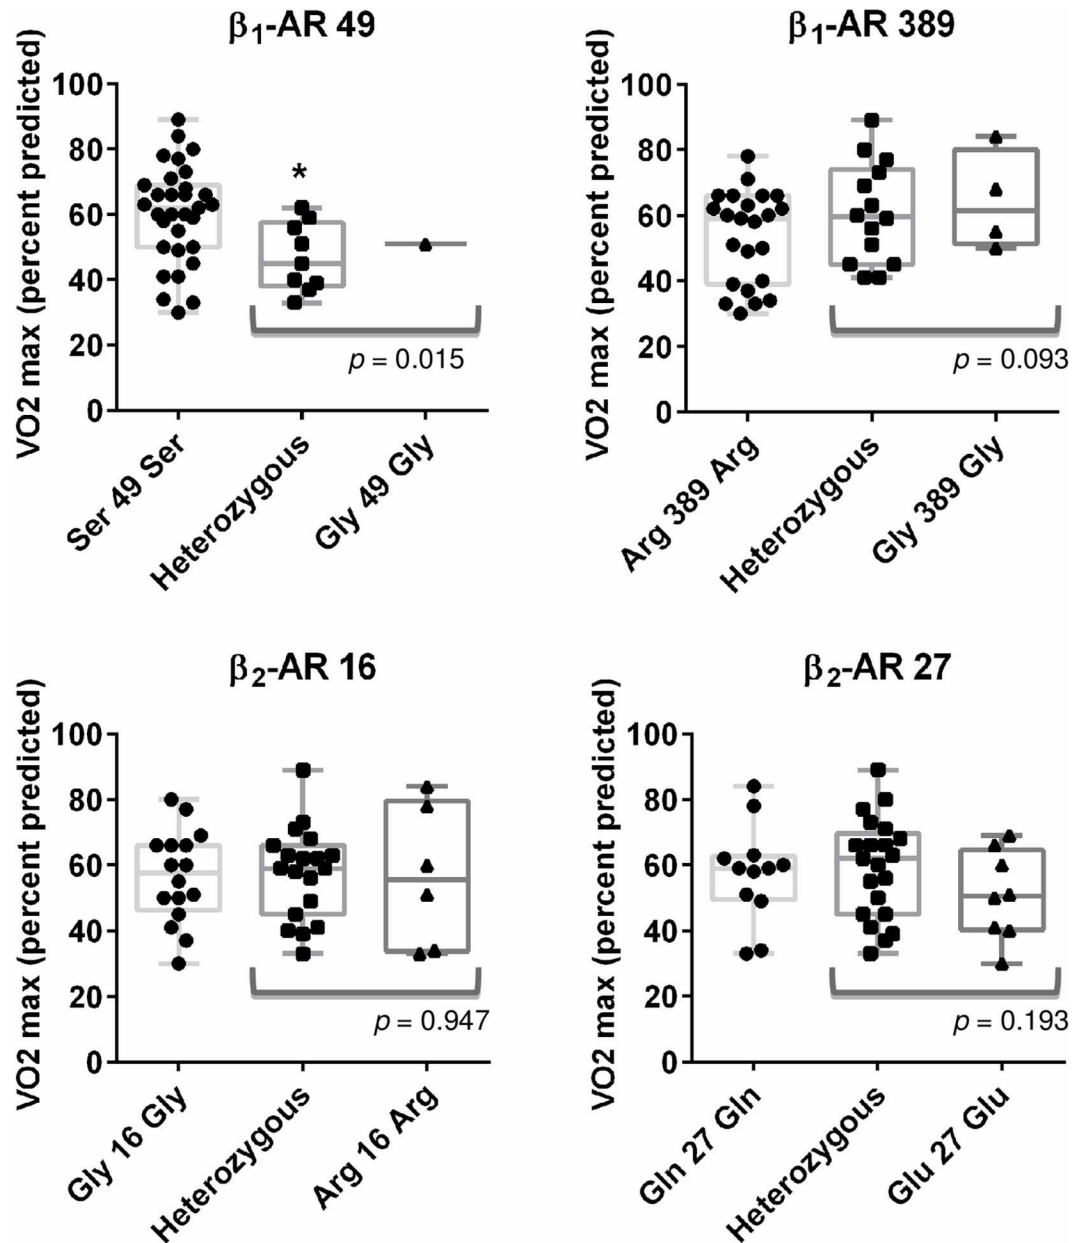 β1-AR 49
VO2 max (percent predicted)
100
80
60
40
20
0
*
p = 0.015
Ser 49 Ser
Heterozygous
Gly 49 Gly
β1-AR 389
VO2 max (percent predicted)
100
80
60
40
20
0
p = 0.093
Arg 389 Arg
Heterozygous
Gly 389 Gly
β2-AR 16
VO2 max (percent predicted)
100
80
60
40
20
0
p = 0.947
Gly 16 Gly
Heterozygous
Arg 16 Arg
β2-AR 27
VO2 max (percent predicted)
100
80
60
40
20
0
p = 0.193
Gln 27 Gln
Heterozygous
Glu 27 Glu